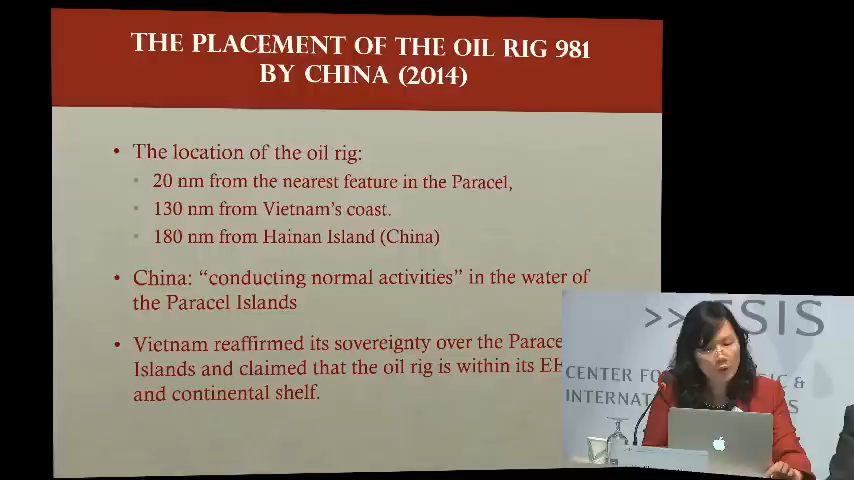 THE PLACEMENT OF THE OIL RIG 981
BY CHINA (2014)
• The location of the oil rig:
• 20 nm from the nearest feature in the Paracel,
• 130 nm from Vietnam's coast.
• 180 nm from Hainan Island (China)
• China: “conducting normal activities” in the water of
the Paracel Islands
• Vietnam reaffirmed its sovereignty over the
Islands and claimed that the oil rig is within its
and continental shelf.
>> CSIS
CENTER &